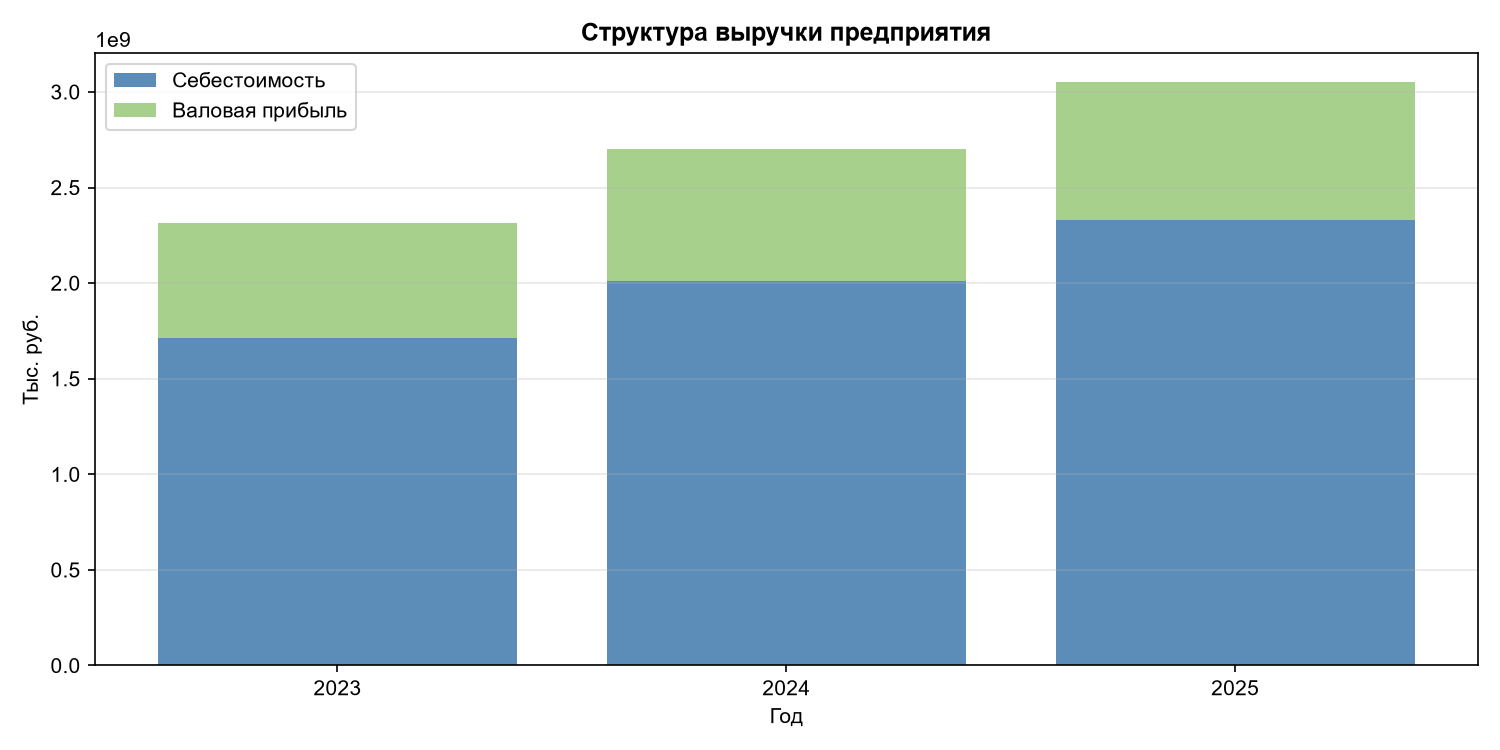 Структура выручки предприятия
1e9
Себестоимость
Валовая прибыль
3.0
2.5
2.0
1.5
1.0
0.5
0.0
Тыс. руб.
2023
2024
2025
Год